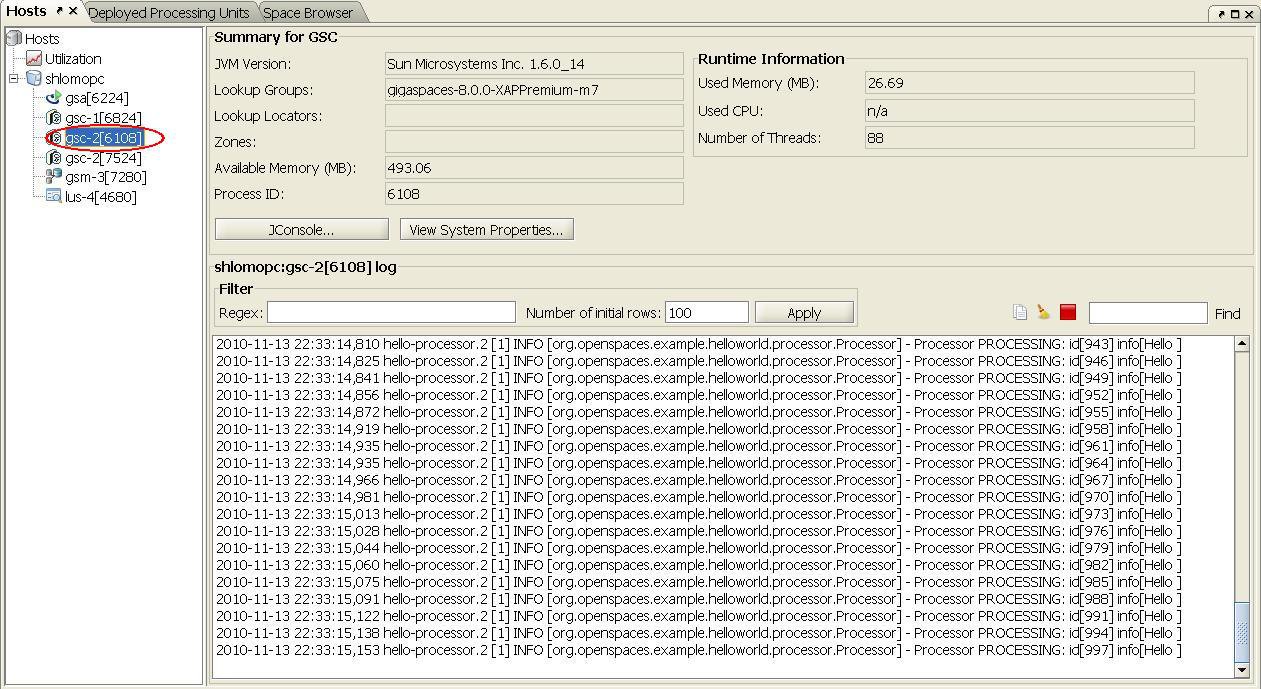 Hosts
Deployed Processing Units
Space Browser
Hosts
Utilization
shlomopc
gsa[6224]
gsc-1[6824]
gsc-2[6108]
gsc-2[7524]
gsm-3[7280]
lus-4[4680]
Summary for GSC
JVM Version: Sun Microsystems Inc. 1.6.0_14
Lookup Groups: gigaspaces-8.0.0-XAPPremium-m7
Lookup Locators:
Zones:
Available Memory (MB): 493.06
Process ID: 6108
Runtime Information
Used Memory (MB): 26.69
Used CPU: n/a
Number of Threads: 88
JConsole... View System Properties...
shlomopc:gsc-2[6108] log
Filter
Regex: Number of initial rows: 100 Apply Find
2010-11-13 22:33:14,810 hello-processor.2 [1] INFO [org.openspaces.example.helloworld.processor.Processor] - Processor PROCESSING: id[943] info[Hello ]
2010-11-13 22:33:14,825 hello-processor.2 [1] INFO [org.openspaces.example.helloworld.processor.Processor] - Processor PROCESSING: id[946] info[Hello ]
2010-11-13 22:33:14,841 hello-processor.2 [1] INFO [org.openspaces.example.helloworld.processor.Processor] - Processor PROCESSING: id[949] info[Hello ]
2010-11-13 22:33:14,856 hello-processor.2 [1] INFO [org.openspaces.example.helloworld.processor.Processor] - Processor PROCESSING: id[952] info[Hello ]
2010-11-13 22:33:14,872 hello-processor.2 [1] INFO [org.openspaces.example.helloworld.processor.Processor] - Processor PROCESSING: id[955] info[Hello ]
2010-11-13 22:33:14,919 hello-processor.2 [1] INFO [org.openspaces.example.helloworld.processor.Processor] - Processor PROCESSING: id[958] info[Hello ]
2010-11-13 22:33:14,935 hello-processor.2 [1] INFO [org.openspaces.example.helloworld.processor.Processor] - Processor PROCESSING: id[961] info[Hello ]
2010-11-13 22:33:14,935 hello-processor.2 [1] INFO [org.openspaces.example.helloworld.processor.Processor] - Processor PROCESSING: id[964] info[Hello ]
2010-11-13 22:33:14,966 hello-processor.2 [1] INFO [org.openspaces.example.helloworld.processor.Processor] - Processor PROCESSING: id[967] info[Hello ]
2010-11-13 22:33:14,981 hello-processor.2 [1] INFO [org.openspaces.example.helloworld.processor.Processor] - Processor PROCESSING: id[970] info[Hello ]
2010-11-13 22:33:15,013 hello-processor.2 [1] INFO [org.openspaces.example.helloworld.processor.Processor] - Processor PROCESSING: id[973] info[Hello ]
2010-11-13 22:33:15,028 hello-processor.2 [1] INFO [org.openspaces.example.helloworld.processor.Processor] - Processor PROCESSING: id[976] info[Hello ]
2010-11-13 22:33:15,044 hello-processor.2 [1] INFO [org.openspaces.example.helloworld.processor.Processor] - Processor PROCESSING: id[979] info[Hello ]
2010-11-13 22:33:15,060 hello-processor.2 [1] INFO [org.openspaces.example.helloworld.processor.Processor] - Processor PROCESSING: id[982] info[Hello ]
2010-11-13 22:33:15,075 hello-processor.2 [1] INFO [org.openspaces.example.helloworld.processor.Processor] - Processor PROCESSING: id[985] info[Hello ]
2010-11-13 22:33:15,091 hello-processor.2 [1] INFO [org.openspaces.example.helloworld.processor.Processor] - Processor PROCESSING: id[988] info[Hello ]
2010-11-13 22:33:15,122 hello-processor.2 [1] INFO [org.openspaces.example.helloworld.processor.Processor] - Processor PROCESSING: id[991] info[Hello ]
2010-11-13 22:33:15,138 hello-processor.2 [1] INFO [org.openspaces.example.helloworld.processor.Processor] - Processor PROCESSING: id[994] info[Hello ]
2010-11-13 22:33:15,153 hello-processor.2 [1] INFO [org.openspaces.example.helloworld.processor.Processor] - Processor PROCESSING: id[997] info[Hello ]